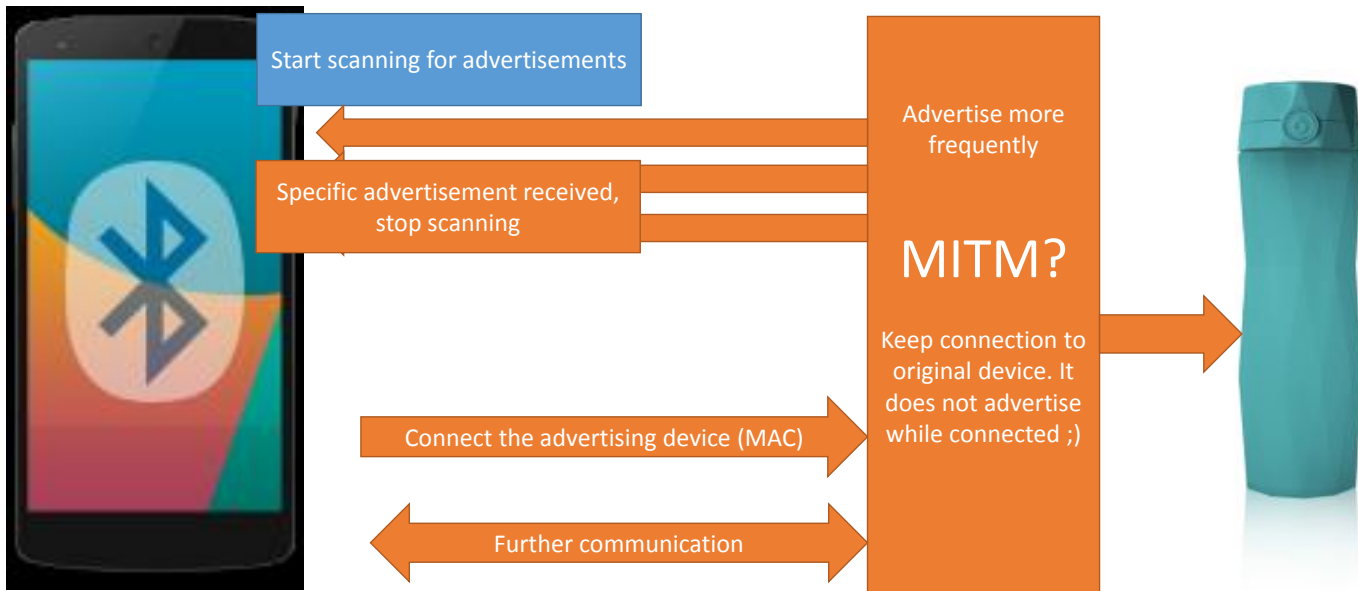 Start scanning for advertisements
Advertise more
frequently
Specific advertisement received,
stop scanning
MITM?
Keep connection to
original device. It
does not advertise
while connected ;)
Connect the advertising device (MAC)
Further communication